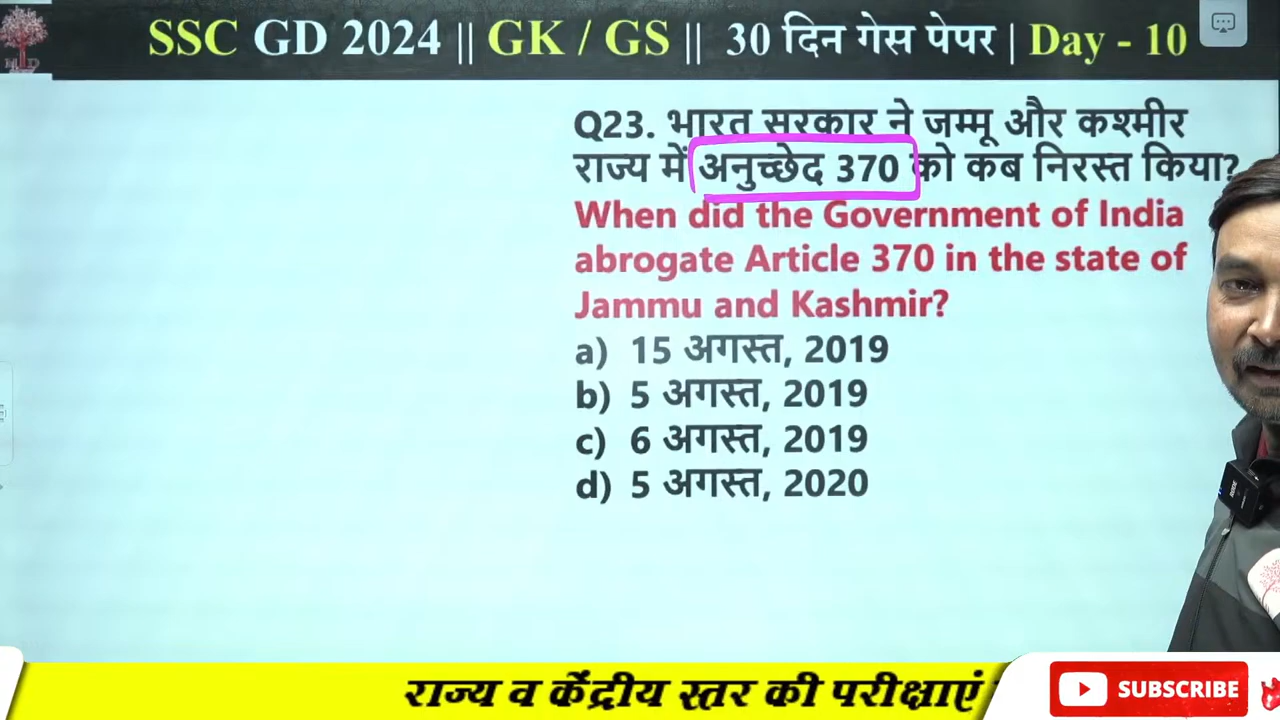 SSC GD 2024 || GK / GS || 30 दिन गेस पेपर | Day - 10
Q23. भारत सरकार ने जम्मू और कश्मीर
राज्य में अनुच्छेद 370 को कब निरस्त किया?
When did the Government of India
abrogate Article 370 in the state of
Jammu and Kashmir?
a) 15 अगस्त, 2019
b) 5 अगस्त, 2019
c) 6 अगस्त, 2019
d) 5 अगस्त, 2020
राज्य व केंद्रीय स्तर की परीक्षाएं
SUBSCRIBE